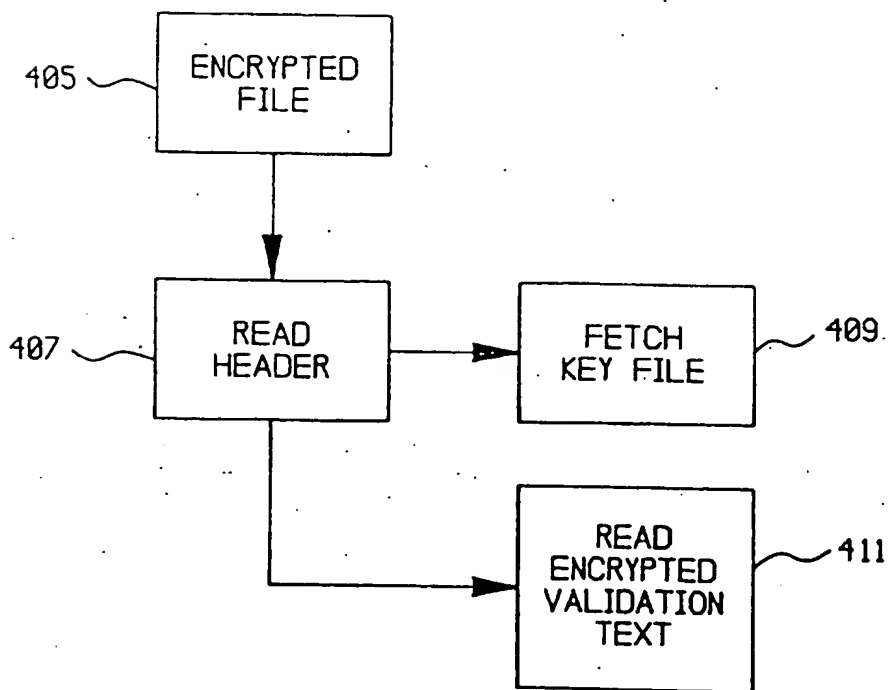 405
ENCRYPTED
FILE
407
READ
HEADER
FETCH
KEY FILE
409
READ
ENCRYPTED
VALIDATION
TEXT
411